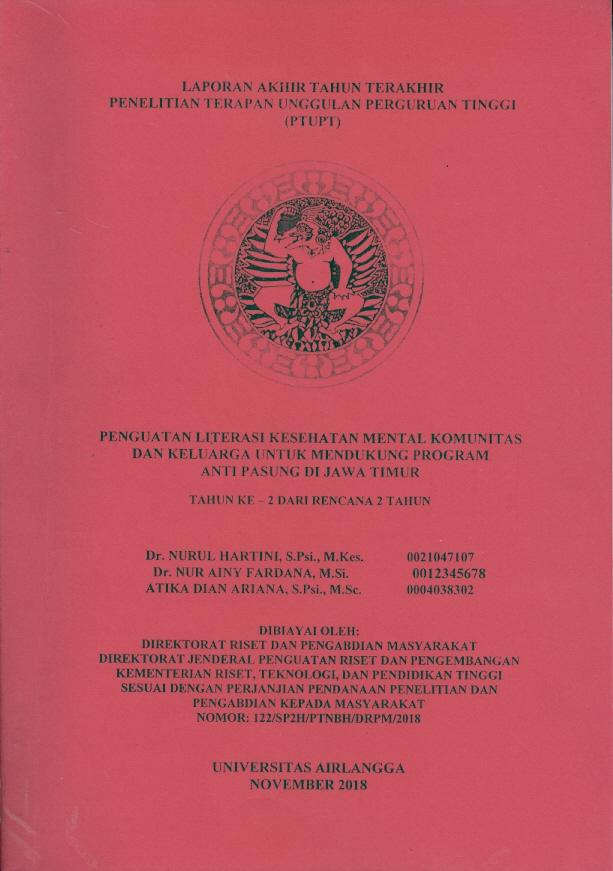 LAPORAN AKHIR TAHUN TERAKHIR
PENELITIAN TERAPAN UNGGULAN PERGURUAN TINGGI
(PTUPT)
PENGUATAN LITERASI KESEHATAN MENTAL KOMUNITAS
DAN KELUARGA UNTUK MENDUKUNG PROGRAM
ANTI PASUNG DI JAWA TIMUR
TAHUN KE – 2 DARI RENCANA 2 TAHUN
Dr. NURUL HARTINI, S.Psi., M.Kes. 0021047107
Dr. NUR AINY FARDANA, M.Si. 0012345678
ATIKA DIAN ARIANA, S.Psi., M.Sc. 0004038302
DIBIAYAI OLEH:
DIREKTORAT RISET DAN PENGABDIAN MASYARAKAT
DIREKTORAT JENDERAL PENGUATAN RISET DAN PENGEMBANGAN
KEMENTERIAN RISET, TEKNOLOGI, DAN PENDIDIKAN TINGGI
SESUAI DENGAN PERJANJIAN PENDANAAN PENELITIAN DAN
PENGABDIAN KEPADA MASYARAKAT
NOMOR: 122/SP2H/PTNBH/DRPM/2018
UNIVERSITAS AIRLANGGA
NOVEMBER 2018